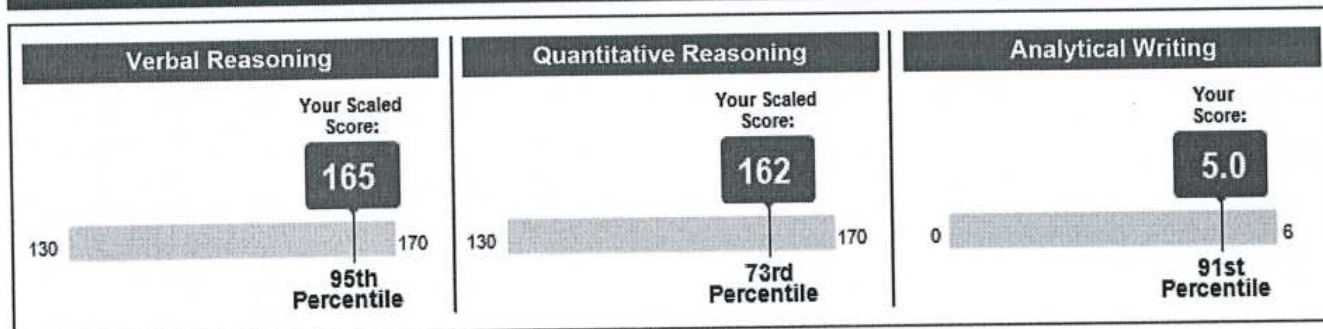 Verbal Reasoning
Your Scaled
Score:
165
130
170
95th
Percentile
Quantitative Reasoning
Your Scaled
Score:
162
130
170
73rd
Percentile
Analytical Writing
Your
Score:
5.0
0
6
91st
Percentile